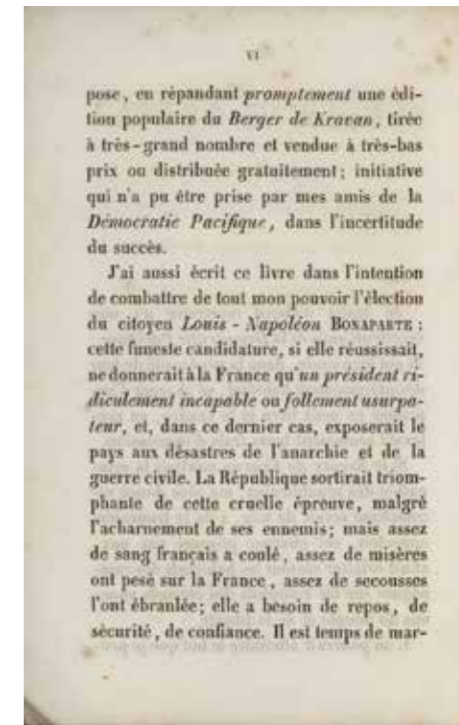 VI
pose, en répandant promptement une édi-
tion populaire du Berger de Kravan, tirée
à très-grand nombre et vendue à très-bas
prix ou distribuée gratuitement; initiative
qui n'a pu être prise par mes amis de la
Démocratie Pacifique, dans l'incertitude
du succès.
J'ai aussi écrit ce livre dans l'intention
de combattre de tout mon pouvoir l'élection
du citoyen Louis-Napoléon BONAPARTE:
cette funeste candidature, si elle réussissait,
ne donnerait à la France qu'un président ri-
diculement incapable ou follement usurpa-
teur, et, dans ce dernier cas, exposerait le
pays aux désastres de l'anarchie et de la
guerre civile. La République sortirait triom-
phante de cette cruelle épreuve, malgré
l'acharnement de ses ennemis; mais assez
de sang français a coulé, assez de misères
ont pesé sur la France, assez de secousses
l'ont ébranlée; elle a besoin de repos, de
sécurité, de confiance. Il est temps de mar-